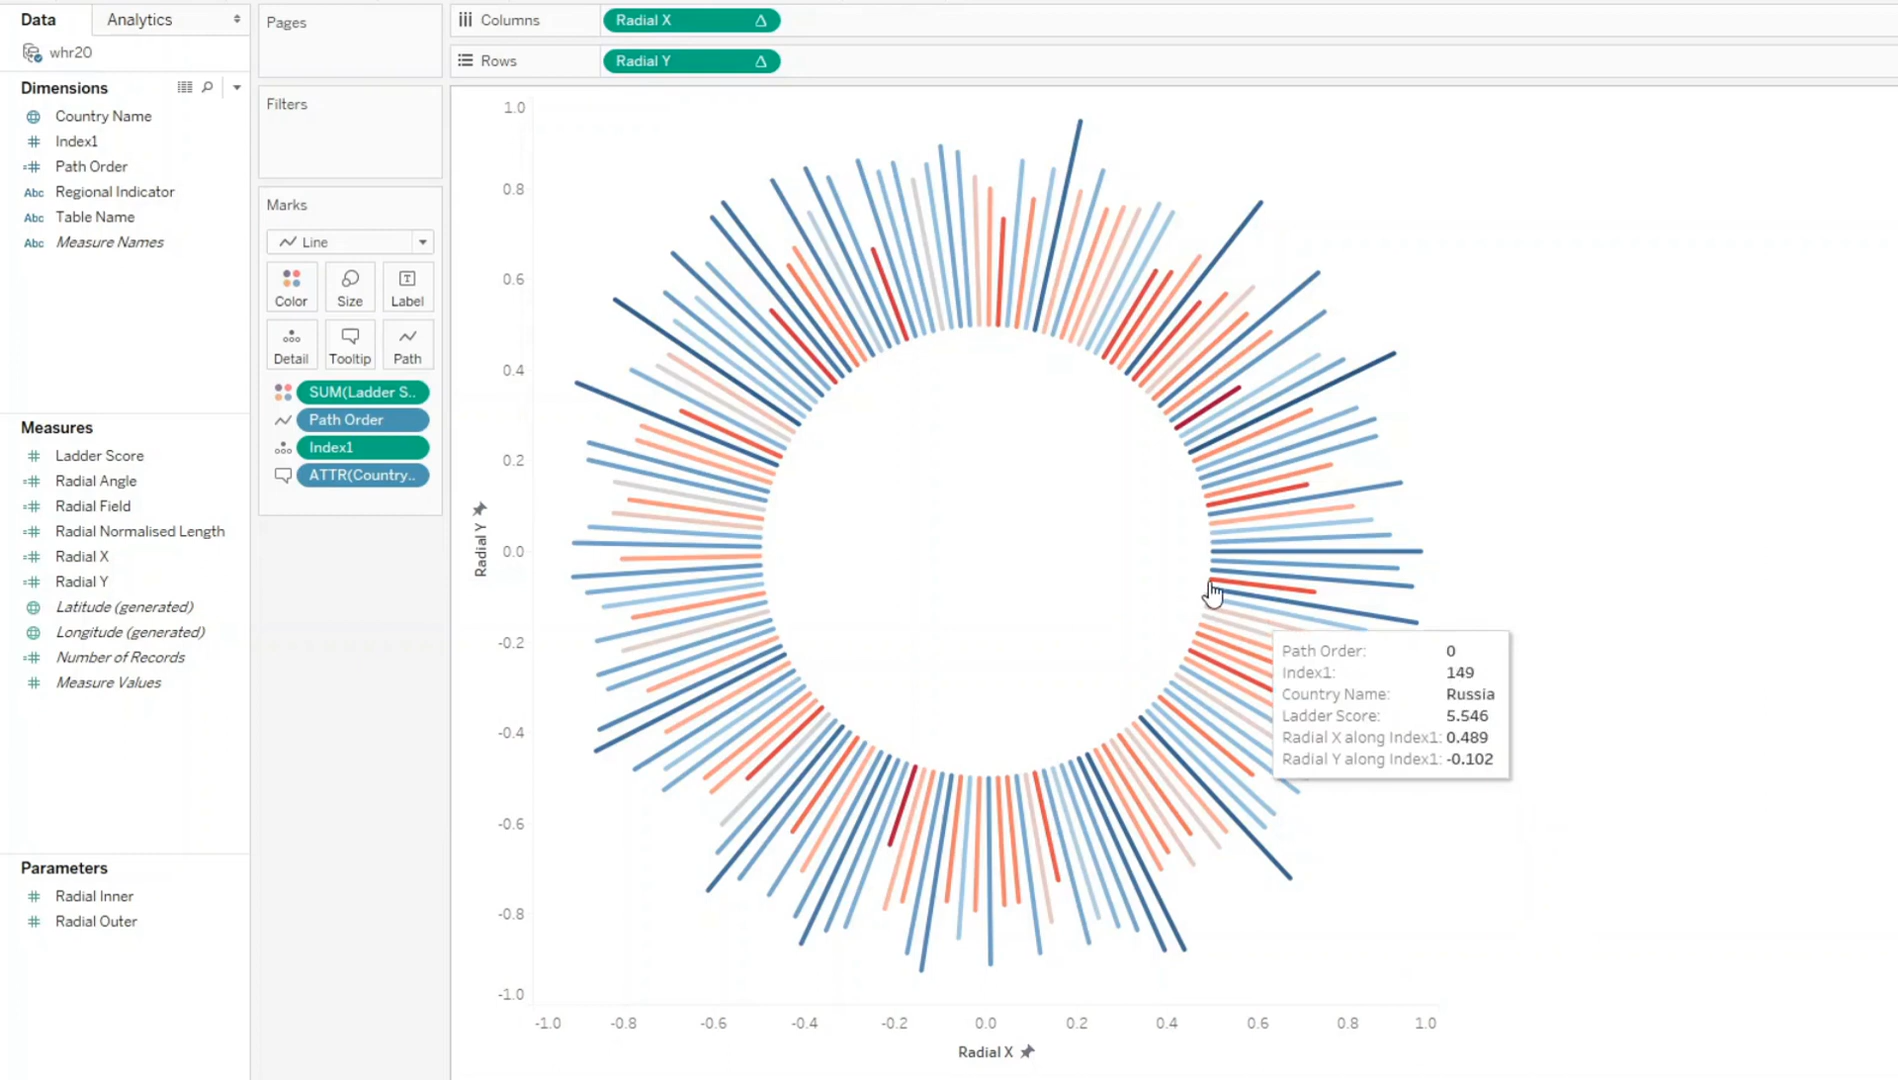 Data
Analytics
whr20
Dimensions
Country Name
Index1
Path Order
Abc Regional Indicator
Abc Table Name
Abc Measure Names
Measures
Ladder Score
Radial Angle
Radial Field
Radial Normalised Length
Radial X
Radial Y
Latitude (generated)
Longitude (generated)
Number of Records
Measure Values
Parameters
Radial Inner
Radial Outer
Pages
Filters
Marks
Line
Color
Size
Label
Detail
Tooltip
Path
SUM(Ladder S..
Path Order
Index1
ATTR(Country..
Columns
Radial X
Rows
Radial Y
1.0
0.8
0.6
0.4
0.2
0.0
-0.2
-0.4
-0.6
-0.8
-1.0
Radial Y
-1.0 -0.8 -0.6 -0.4 -0.2 0.0 0.2 0.4 0.6 0.8 1.0
Radial X
Path Order: 0
Index1: 149
Country Name: Russia
Ladder Score: 5.546
Radial X along Index1: 0.489
Radial Y along Index1: -0.102